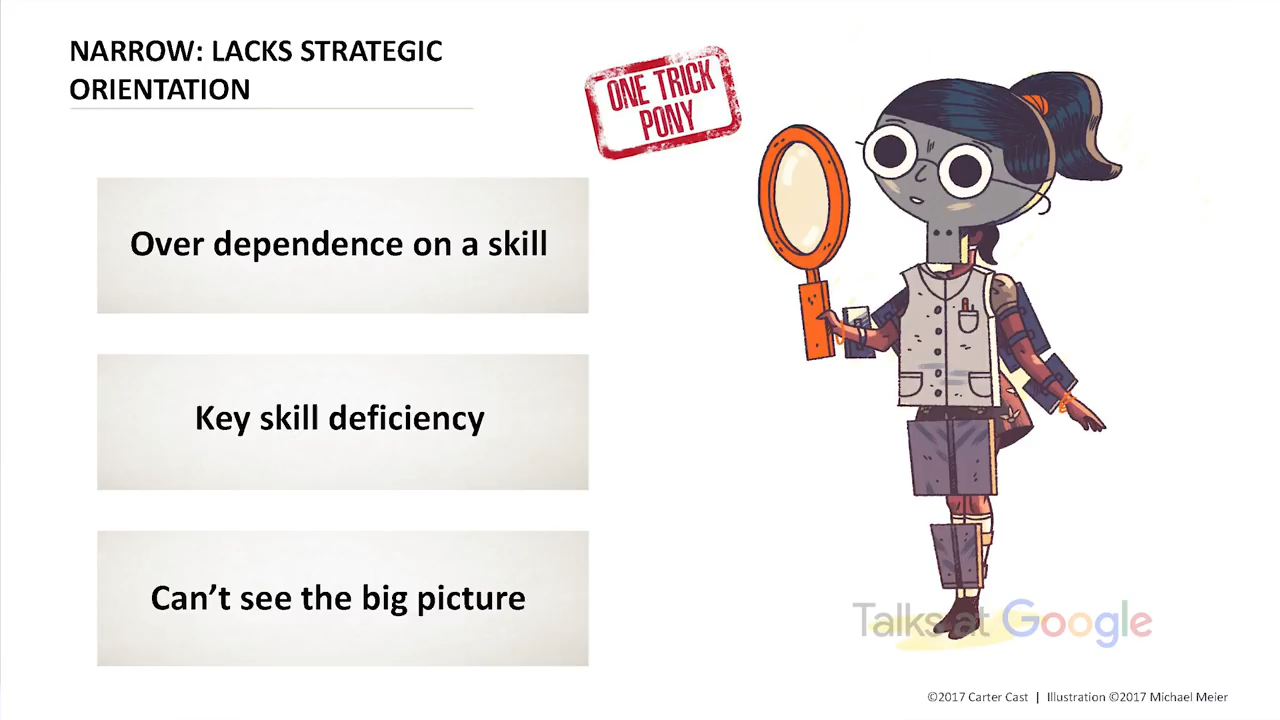 NARROW: LACKS STRATEGIC
ORIENTATION
ONE TRICK
PONY
Over dependence on a skill
Key skill deficiency
Can’t see the big picture
Talks at Google
©2017 Carter Cast | Illustration ©2017 Michael Meier